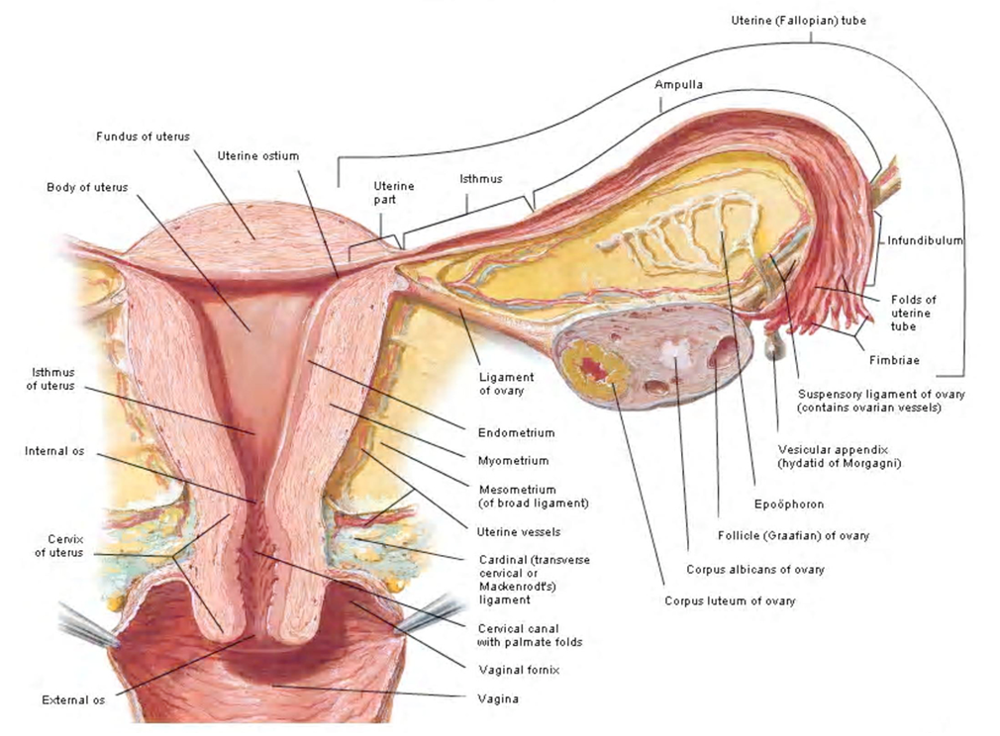 Uterine (Fallopian) tube
Ampulla
Fundus of uterus
Uterine ostium
Body of uterus
Uterine
part
Isthmus
Infundibulum
Folds of
uterine
tube
Fimbriae
Isthmus
of uterus
Ligament
of ovary
Suspensory ligament of ovary
(contains ovarian vessels)
Endometrium
Internal os
Myometrium
Vesicular appendix
(hydatid of Morgagni)
Mesometrium
(of broad ligament)
Epoöphoron
Uterine vessels
Follicle (Graafian) of ovary
Cervix
of uterus
Cardinal (transverse
cervical or
Mackenrodt's)
ligament
Corpus albicans of ovary
Corpus luteum of ovary
Cervical canal
with palmate folds
Vaginal fornix
External os
Vagina